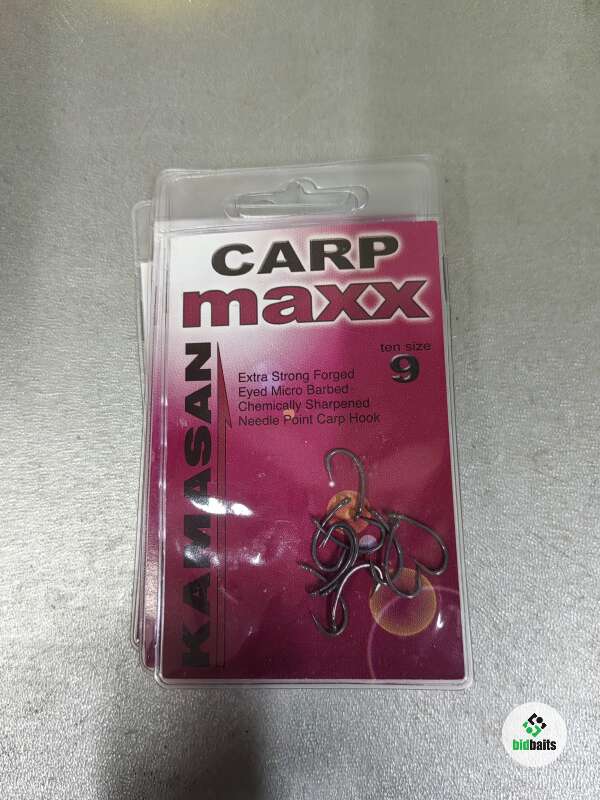 CARP
maxx
KAMASAN
ten size
9
Extra Strong Forged
Eyed Micro Barbed
Chemically Sharpened
Needle Point Carp Hook
bidbaits